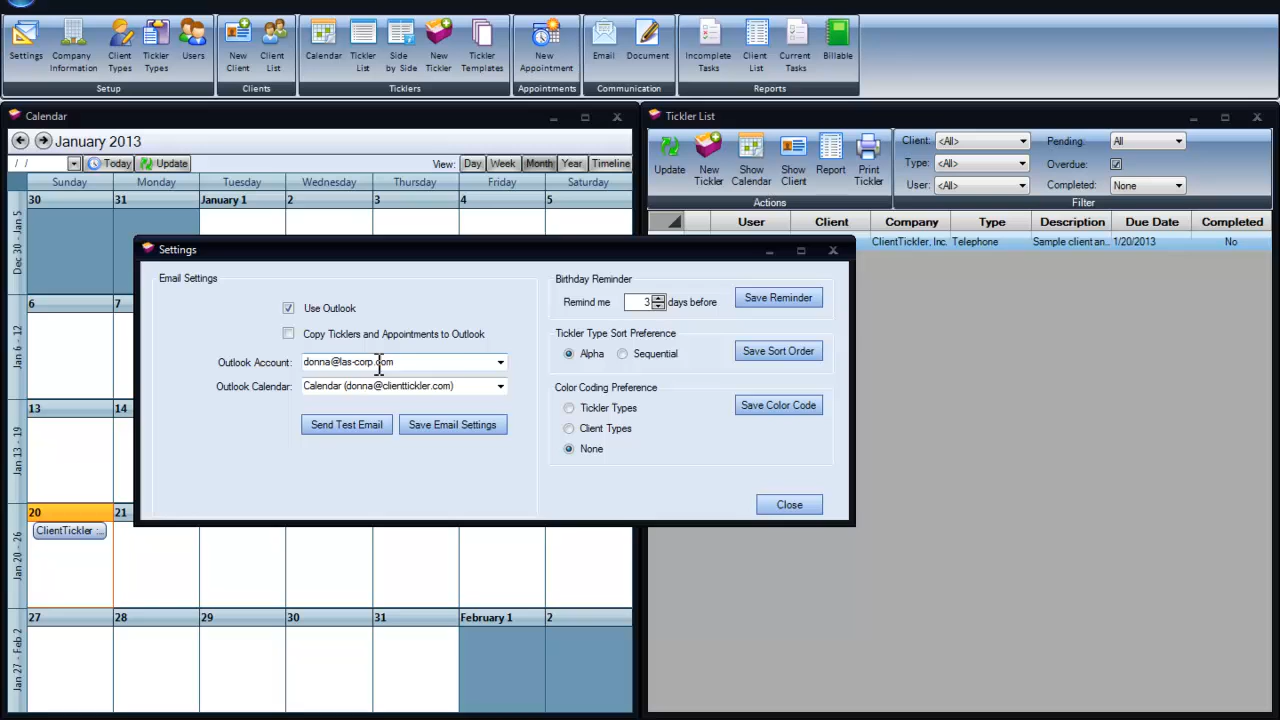 Settings Company Information Client Types Tickler Types Users New Client Client List Calendar Tickler List Side by Side New Tickler Tickler Templates New Appointment Email Document Incomplete Tasks Client List Current Tasks Billable
Setup Clients Ticklers Appointments Communication Reports
Calendar
January 2013
/ / Today Update View: Day Week Month Year Timeline
Sunday Monday Tuesday Wednesday Thursday Friday Saturday
Dec 30 - Jan 5
30 31 January 1 2 3 4 5
Jan 6 - 12
6 7
Jan 13 - 19
13 14
Jan 20 - 26
20 21
ClientTickler :...
Jan 27 - Feb 2
27 28 29 30 31 February 1 2
Tickler List
Update New Tickler Show Calendar Show Client Report Print Tickler
Actions
Client: <All> Pending: All
Type: <All> Overdue:
User: <All> Completed: None
Filter
User Client Company Type Description Due Date Completed
ClientTickler, Inc. Telephone Sample client an... 1/20/2013 No
Settings
Email Settings
Use Outlook
Copy Ticklers and Appointments to Outlook
Outlook Account: donna@las-corp.com
Outlook Calendar: Calendar (donna@clienttickler.com)
Send Test Email Save Email Settings
Birthday Reminder
Remind me 3 days before Save Reminder
Tickler Type Sort Preference
Alpha Sequential Save Sort Order
Color Coding Preference
Tickler Types Save Color Code
Client Types
None
Close